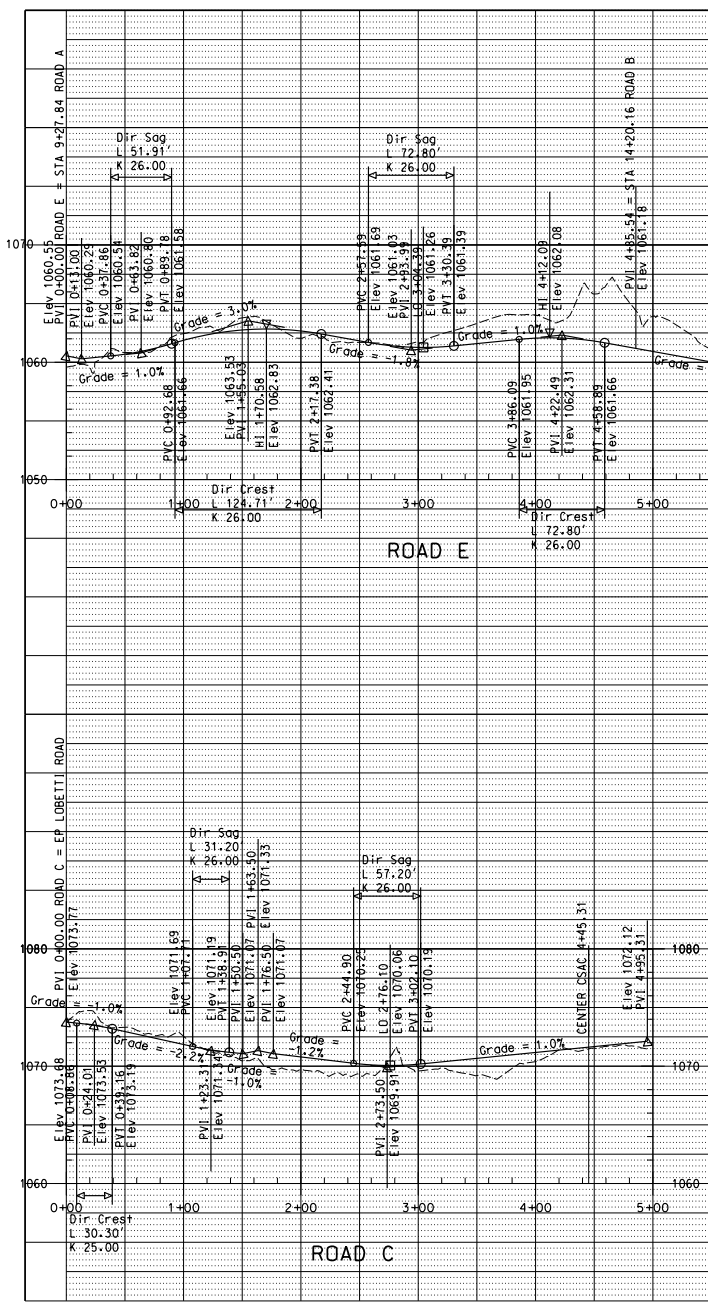 Elev 1060.55
PVI 0+00.00 ROAD E = STA 9+27.84 ROAD A
PVI 0+13.00
Elev 1060.29
PVC 0+37.86
Elev 1060.54
PVI 0+63.82
Elev 1060.80
PVT 0+89.78
Elev 1061.58
Dir Sag
L 51.91'
K 26.00
Dir Sag
L 72.80'
K 26.00
PVC 2+57.59
Elev 1061.69
Elev 1061.03
PVI 2+93.99
LO 3+04.39
Elev 1061.26
PVT 3+30.39
Elev 1061.39
HI 4+12.09
Elev 1062.08
PVI 4+85.54 = STA 14+20.16 ROAD B
Elev 1061.18
1070
1060
1050
Grade = 1.0%
Grade = 3.0%
Grade = -1.8%
Grade = 1.0%
Grade =
PVC 0+92.68
Elev 1061.66
Elev 1063.53
PVI 1+55.03
HI 1+70.58
Elev 1062.83
PVT 2+17.38
Elev 1062.41
PVC 3+86.09
Elev 1061.95
PVI 4+22.49
Elev 1062.31
PVT 4+58.89
Elev 1061.66
0+00
1+00
2+00
3+00
4+00
5+00
Dir Crest
L 124.71'
K 26.00
Dir Crest
L 72.80'
K 26.00
ROAD E
PVI 0+00.00 ROAD C = EP LOBETTI ROAD
Elev 1073.77
Dir Sag
L 31.20'
K 26.00
Dir Sag
L 57.20'
K 26.00
Elev 1071.69
PVC 1+07.71
Elev 1071.19
PVT 1+38.91
PVI 1+50.50
Elev 1071.07
PVI 1+63.50
Elev 1071.33
PVI 1+76.50
Elev 1071.07
PVC 2+44.90
Elev 1070.25
LO 2+76.10
Elev 1070.06
PVT 3+02.10
Elev 1070.19
CENTER CSAC 4+45.31
Elev 1072.12
PVI 4+95.31
1080
1070
1060
1080
1070
1060
Grade = -1.0%
Grade = -2.2%
Grade =
-1.0%
Grade =
-1.2%
Grade = 1.0%
Elev 1073.68
PVC 0+08.86
PVI 0+24.01
Elev 1073.53
PVT 0+39.16
Elev 1073.19
PVI 1+23.31
Elev 1071.34
PVI 2+73.50
Elev 1069.91
0+00
1+00
2+00
3+00
4+00
5+00
Dir Crest
L 30.30'
K 25.00
ROAD C